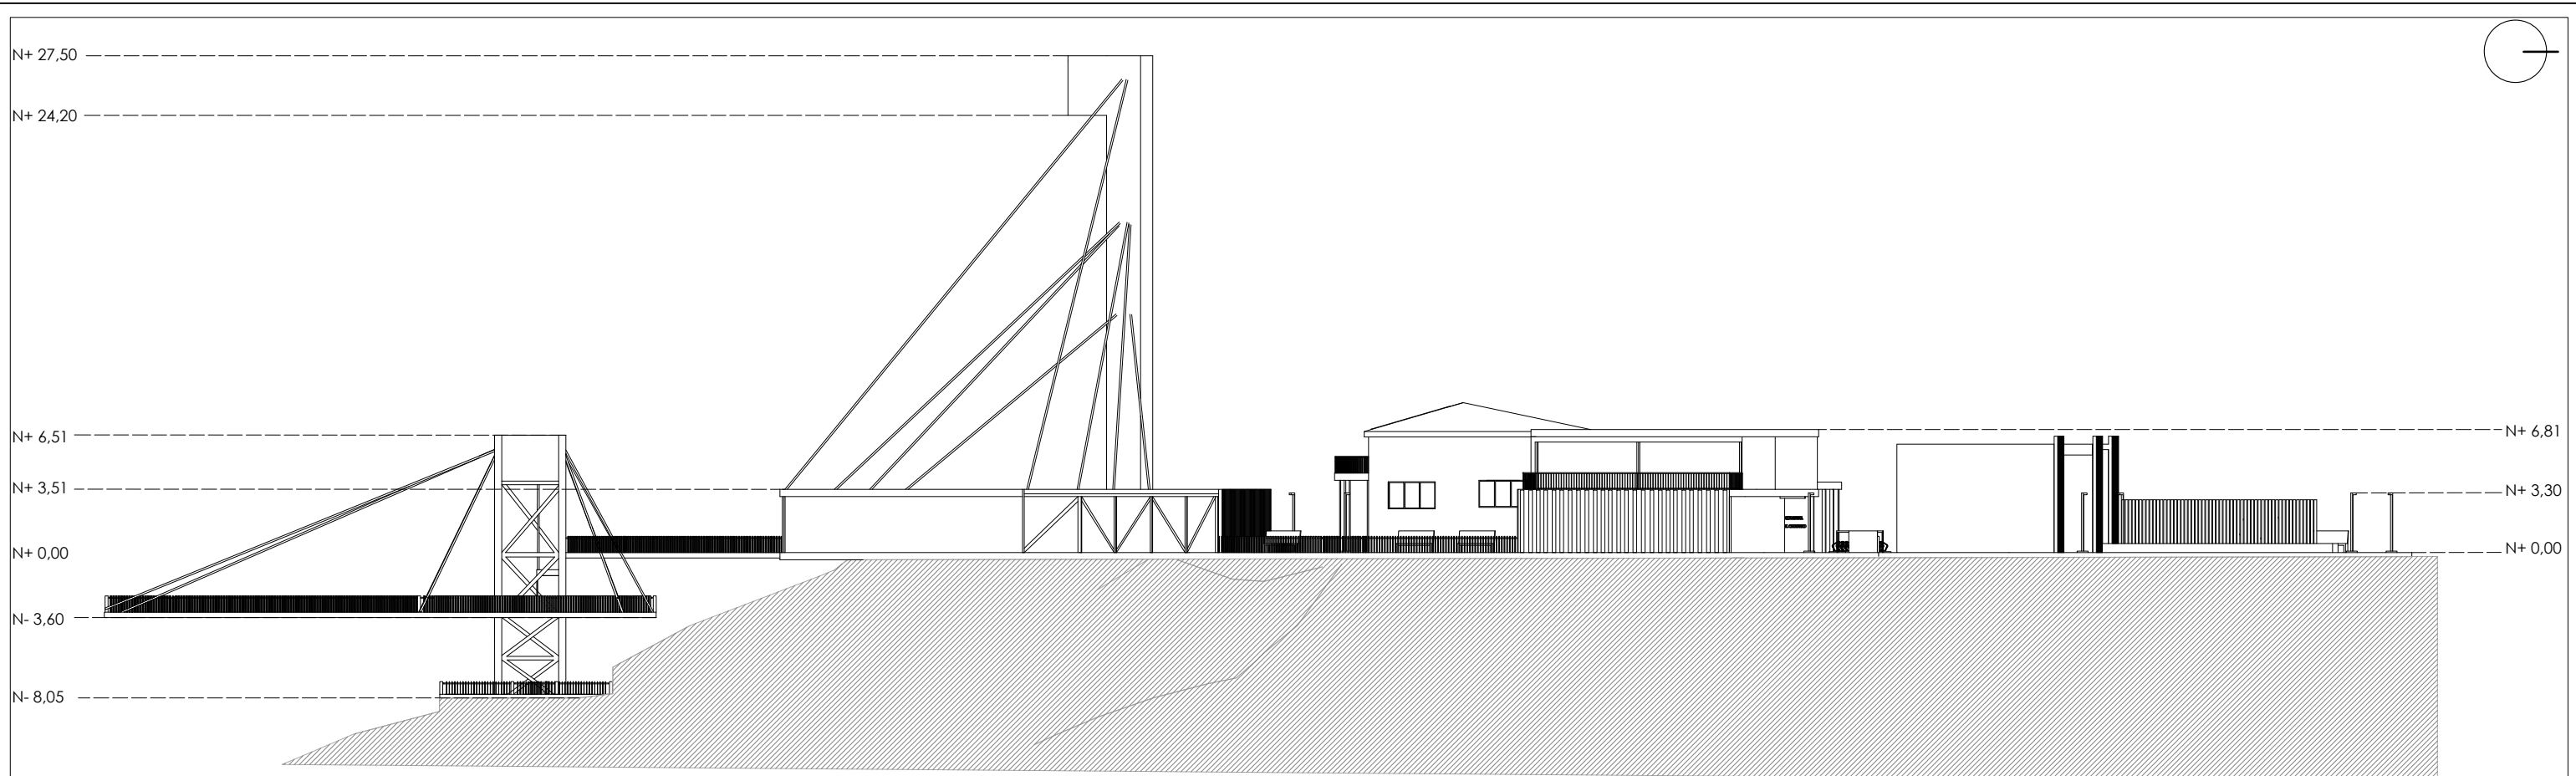 N+ 27,50
N+ 24,20
N+ 6,51
N+ 3,51
N+ 0,00
N- 3,60
N- 8,05
N+ 6,81
N+ 3,30
N+ 0,00